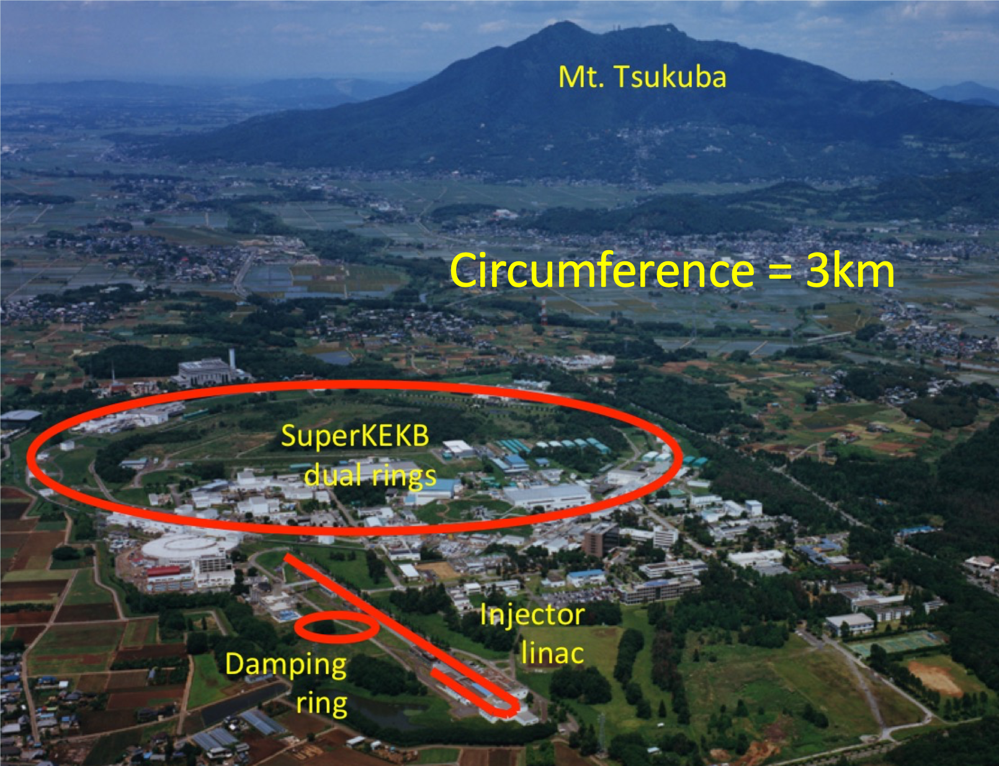 Mt. Tsukuba
Circumference = 3km
SuperKEKB
dual rings
Injector
linac
Damping
ring